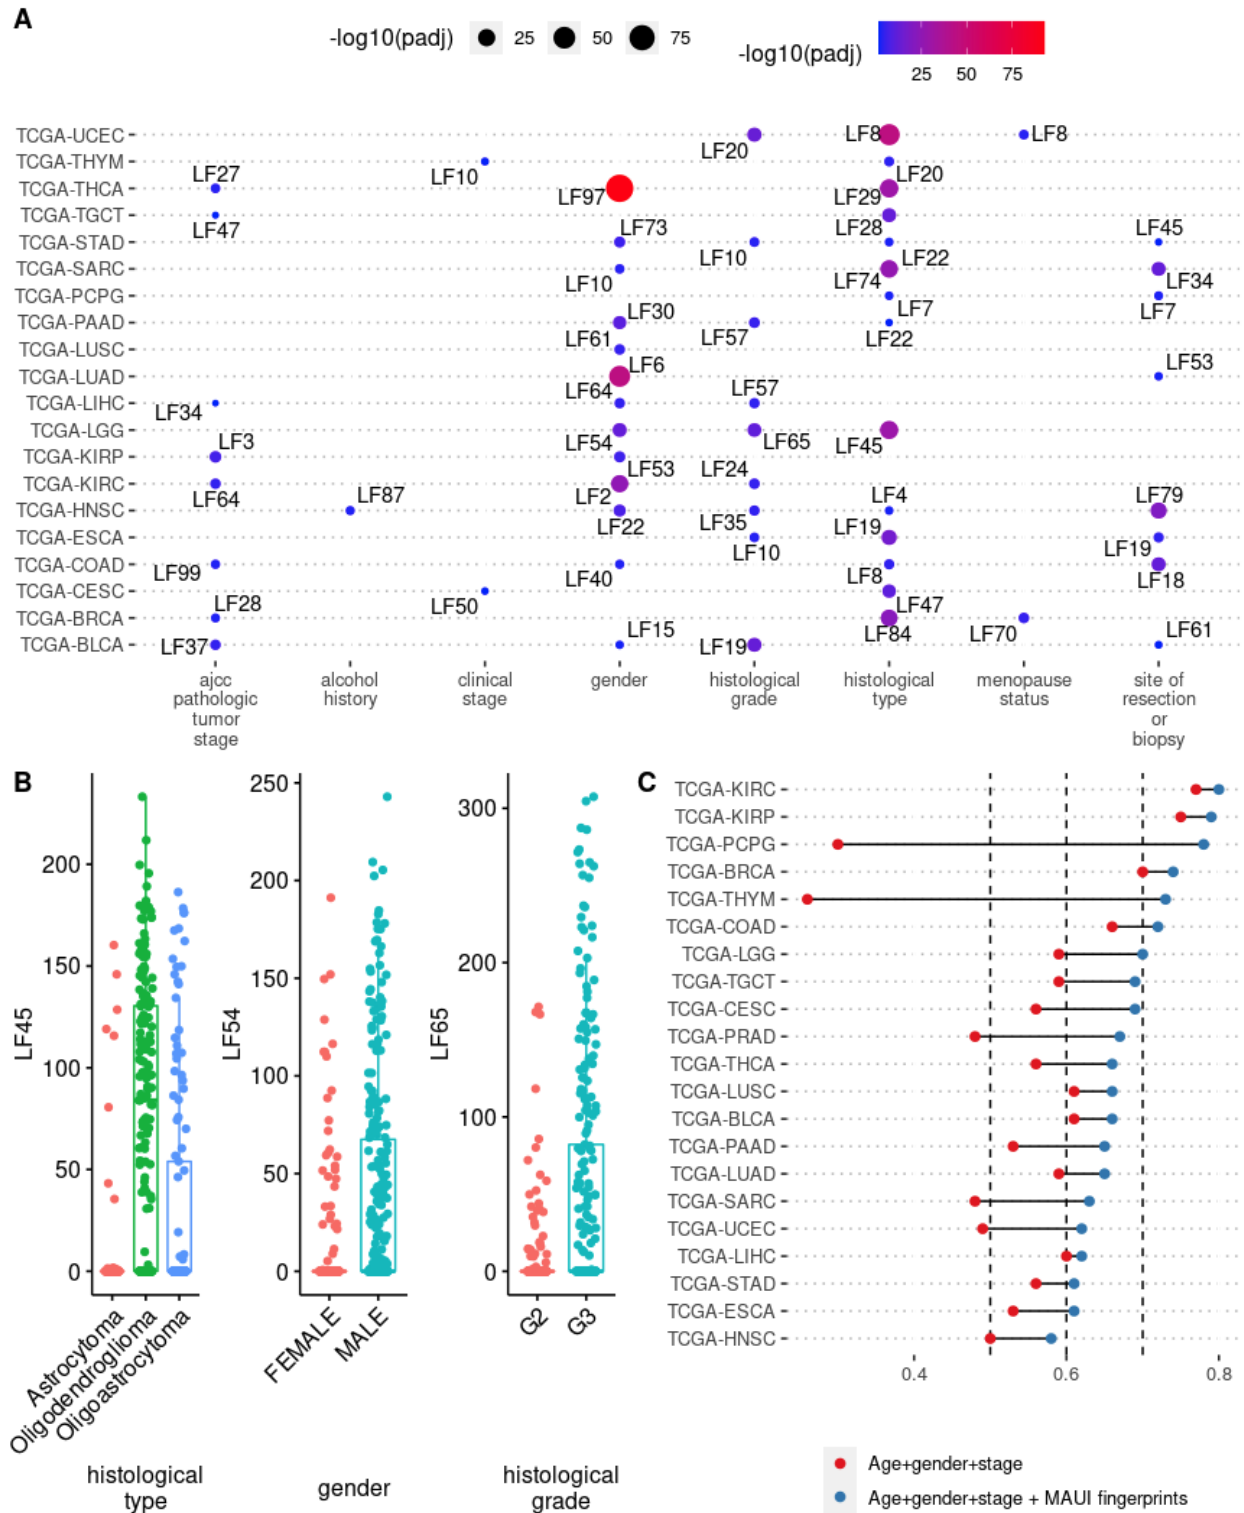 A
-log10(padj)
25
50
75
-log10(padj)
25
50
75
TCGA-UCEC
LF20
LF8
LF8
TCGA-THYM
LF10
LF20
TCGA-THCA
LF27
LF97
LF29
TCGA-TGCT
LF47
LF28
TCGA-STAD
LF73
LF10
LF22
LF45
TCGA-SARC
LF10
LF74
LF34
TCGA-PCPG
LF7
LF7
TCGA-PAAD
LF30
LF57
LF22
TCGA-LUSC
LF61
TCGA-LUAD
LF6
LF53
TCGA-LIHC
LF34
LF64
LF57
TCGA-LGG
LF54
LF65
LF45
TCGA-KIRP
LF3
LF53
TCGA-KIRC
LF64
LF2
LF24
TCGA-HNSC
LF87
LF22
LF35
LF4
LF79
TCGA-ESCA
LF10
LF19
LF19
TCGA-COAD
LF99
LF40
LF8
LF18
TCGA-CESC
LF50
LF47
TCGA-BRCA
LF28
LF84
LF70
TCGA-BLCA
LF37
LF15
LF19
LF61
ajcc
pathologic
tumor
stage
alcohol
history
clinical
stage
gender
histological
grade
histological
type
menopause
status
site of
resection
or
biopsy
B
LF45
200
150
100
50
0
Astrocytoma
Oligodendroglioma
Oligoastrocytoma
histological
type
LF54
250
200
150
100
50
0
FEMALE
MALE
gender
LF65
300
200
100
0
G2
G3
histological
grade
C
TCGA-KIRC
TCGA-KIRP
TCGA-PCPG
TCGA-BRCA
TCGA-THYM
TCGA-COAD
TCGA-LGG
TCGA-TGCT
TCGA-CESC
TCGA-PRAD
TCGA-THCA
TCGA-LUSC
TCGA-BLCA
TCGA-PAAD
TCGA-LUAD
TCGA-SARC
TCGA-UCEC
TCGA-LIHC
TCGA-STAD
TCGA-ESCA
TCGA-HNSC
0.4
0.6
0.8
Age+gender+stage
Age+gender+stage + MAUI fingerprints